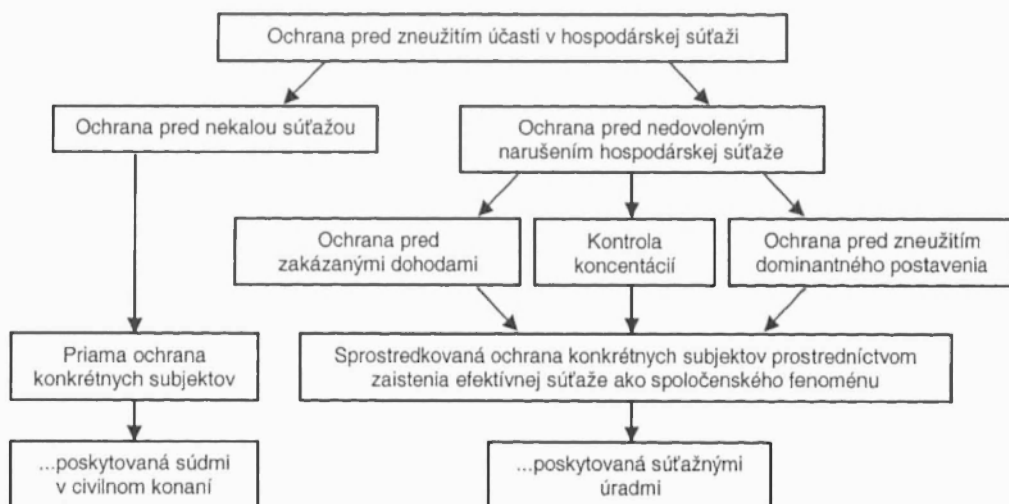 Ochrana pred zneužitím účasti v hospodárskej súťaži
Ochrana pred nekalou súťažou
Ochrana pred nedovoleným
narušením hospodárskej súťaže
Ochrana pred
zakázanými dohodami
Kontrola
koncentácií
Ochrana pred zneužitím
dominantného postavenia
Priama ochrana
konkrétnych subjektov
Sprostredkovaná ochrana konkrétnych subjektov prostredníctvom
zaistenia efektívnej súťaže ako spoločenského fenoménu
...poskytovaná súdmi
v civilnom konaní
...poskytovaná súťažnými
úradmi